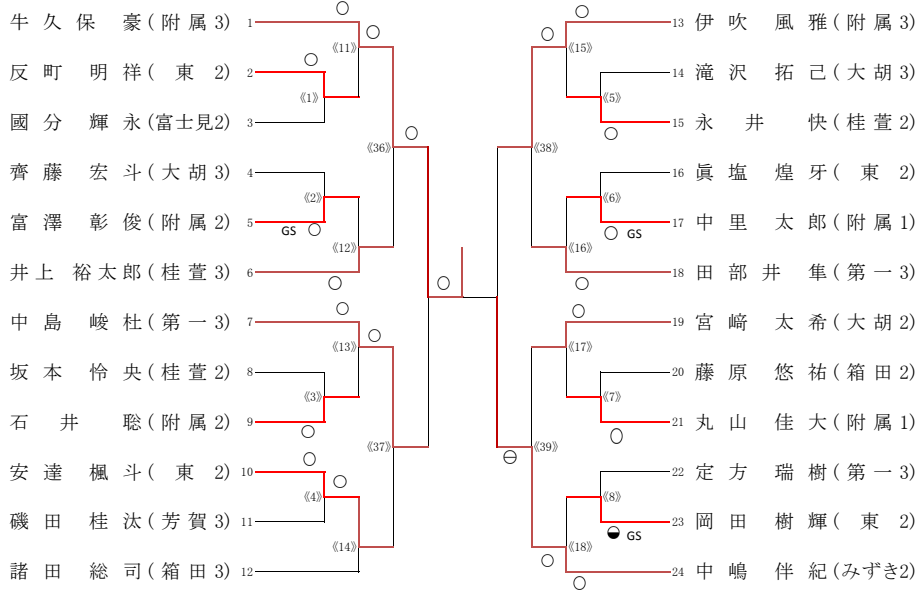 牛久保 豪(附属3) 1
反町 明祥(東 2) 2
國分 輝永(富士見2) 3
齊藤 宏斗(大胡3) 4
富澤 彰俊(附属2) 5
井上 裕太郎(桂萱3) 6
中島 峻杜(第一3) 7
坂本 怜央(桂萱2) 8
石井 聡(附属2) 9
安達 楓斗(東 2) 10
磯田 桂汰(芳賀3) 11
諸田 総司(箱田3) 12
《11》
《1》
《36》
《2》
GS
《12》
《13》
《3》
《37》
《4》
《14》
《15》
《5》
《38》
《6》
GS
《16》
《17》
《7》
《39》
《8》
GS
《18》
13 伊吹 風雅(附属3)
14 滝沢 拓己(大胡3)
15 永井 快(桂萱2)
16 眞塩 煌牙(東 2)
17 中里 太郎(附属1)
18 田部井 隼(第一3)
19 宮﨑 太希(大胡2)
20 藤原 悠祐(箱田2)
21 丸山 佳大(附属1)
22 定方 瑞樹(第一3)
23 岡田 樹輝(東 2)
24 中嶋 伴紀(みずき2)